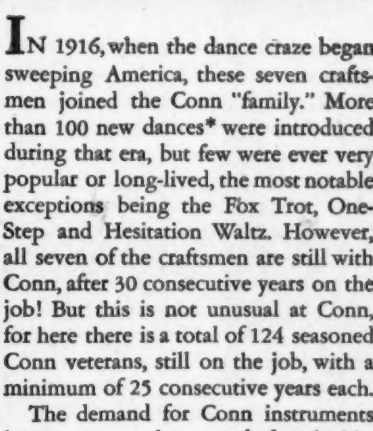 IN 1916, when the dance craze began
sweeping America, these seven crafts-
men joined the Conn "family." More
than 100 new dances* were introduced
during that era, but few were ever very
popular or long-lived, the most notable
exceptions being the Fox Trot, One-
Step and Hesitation Waltz. However,
all seven of the craftsmen are still with
Conn, after 30 consecutive years on the
job! But this is not unusual at Conn,
for here there is a total of 124 seasoned
Conn veterans, still on the job, with a
minimum of 25 consecutive years each.
The demand for Conn instruments